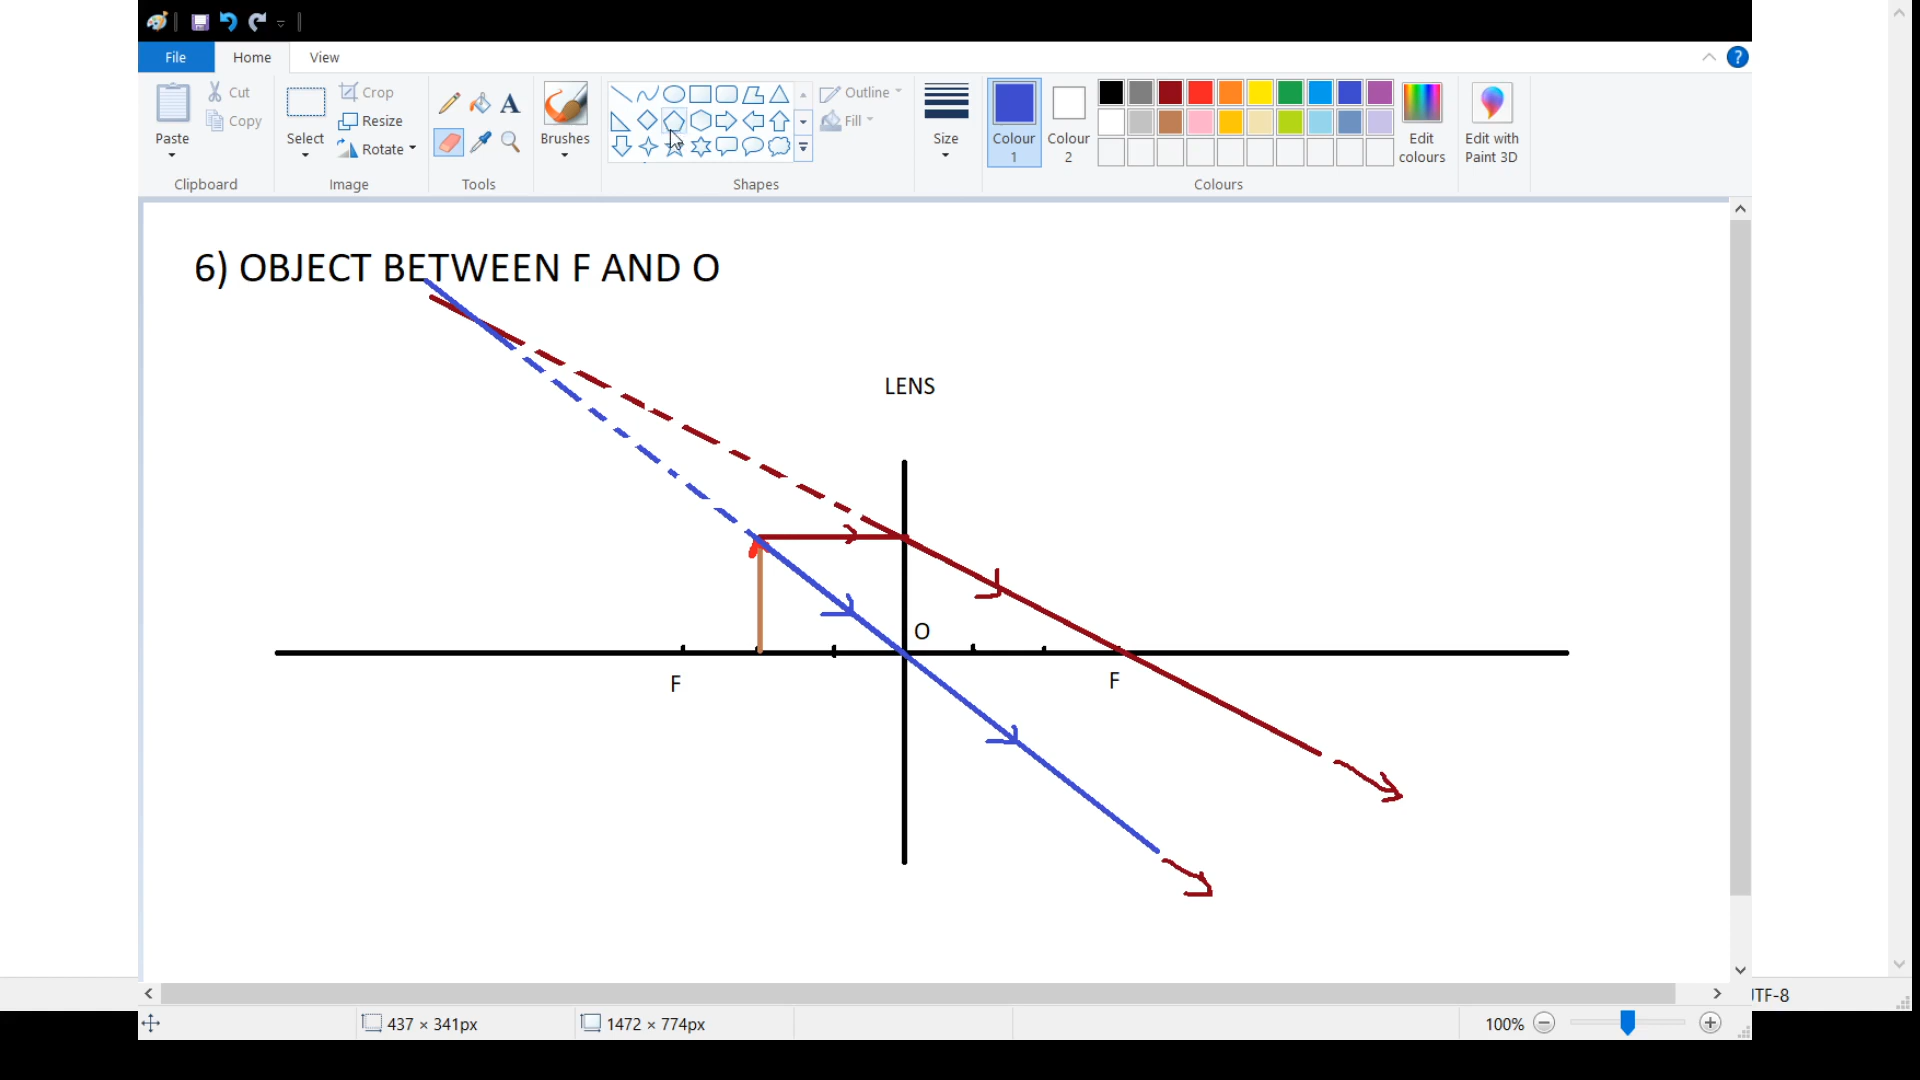 File Home View
Paste
Cut
Copy
Clipboard
Select
Crop
Resize
Rotate
Image
A
Tools
Brushes
Outline
Fill
Shapes
Size
Colour
1
Colour
2
Edit
colours
Colours
Edit with
Paint 3D
?
6) OBJECT BETWEEN F AND O
LENS
O
F
F
TF-8
437 × 341px
1472 × 774px
100%